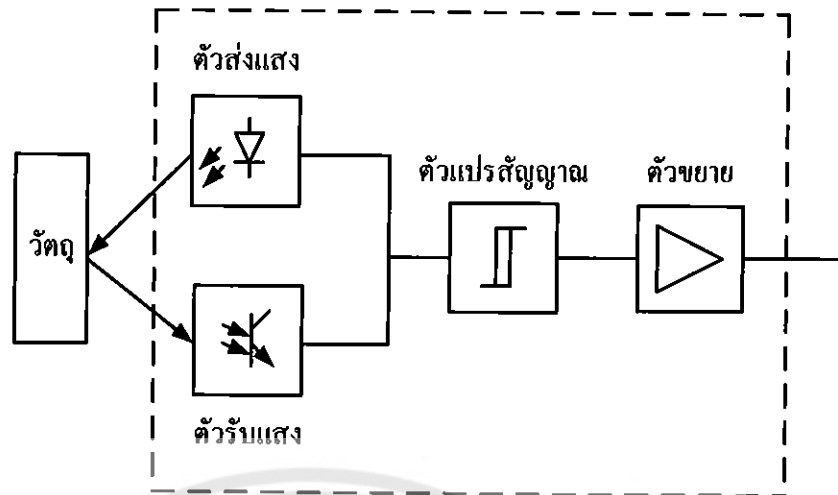 ตัวส่งแสง
ตัวแปรสัญญาณ
ตัวขยาย
วัตถุ
ตัวรับแสง